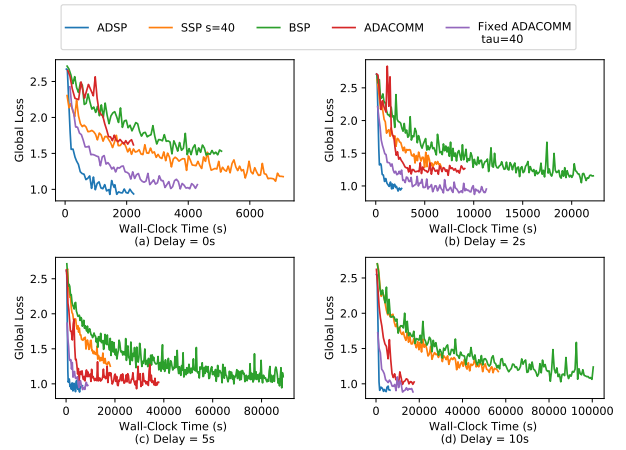 ADSP
SSP s=40
BSP
ADACOMM
Fixed ADACOMM
tau=40
Global Loss
2.5
2.0
1.5
1.0
0
2000
4000
6000
Wall-Clock Time (s)
(a) Delay = 0s
Global Loss
2.5
2.0
1.5
1.0
0
5000
10000
15000
20000
Wall-Clock Time (s)
(b) Delay = 2s
Global Loss
2.5
2.0
1.5
1.0
0
20000
40000
60000
80000
Wall-Clock Time (s)
(c) Delay = 5s
Global Loss
2.5
2.0
1.5
1.0
0
20000
40000
60000
80000
100000
Wall-Clock Time (s)
(d) Delay = 10s